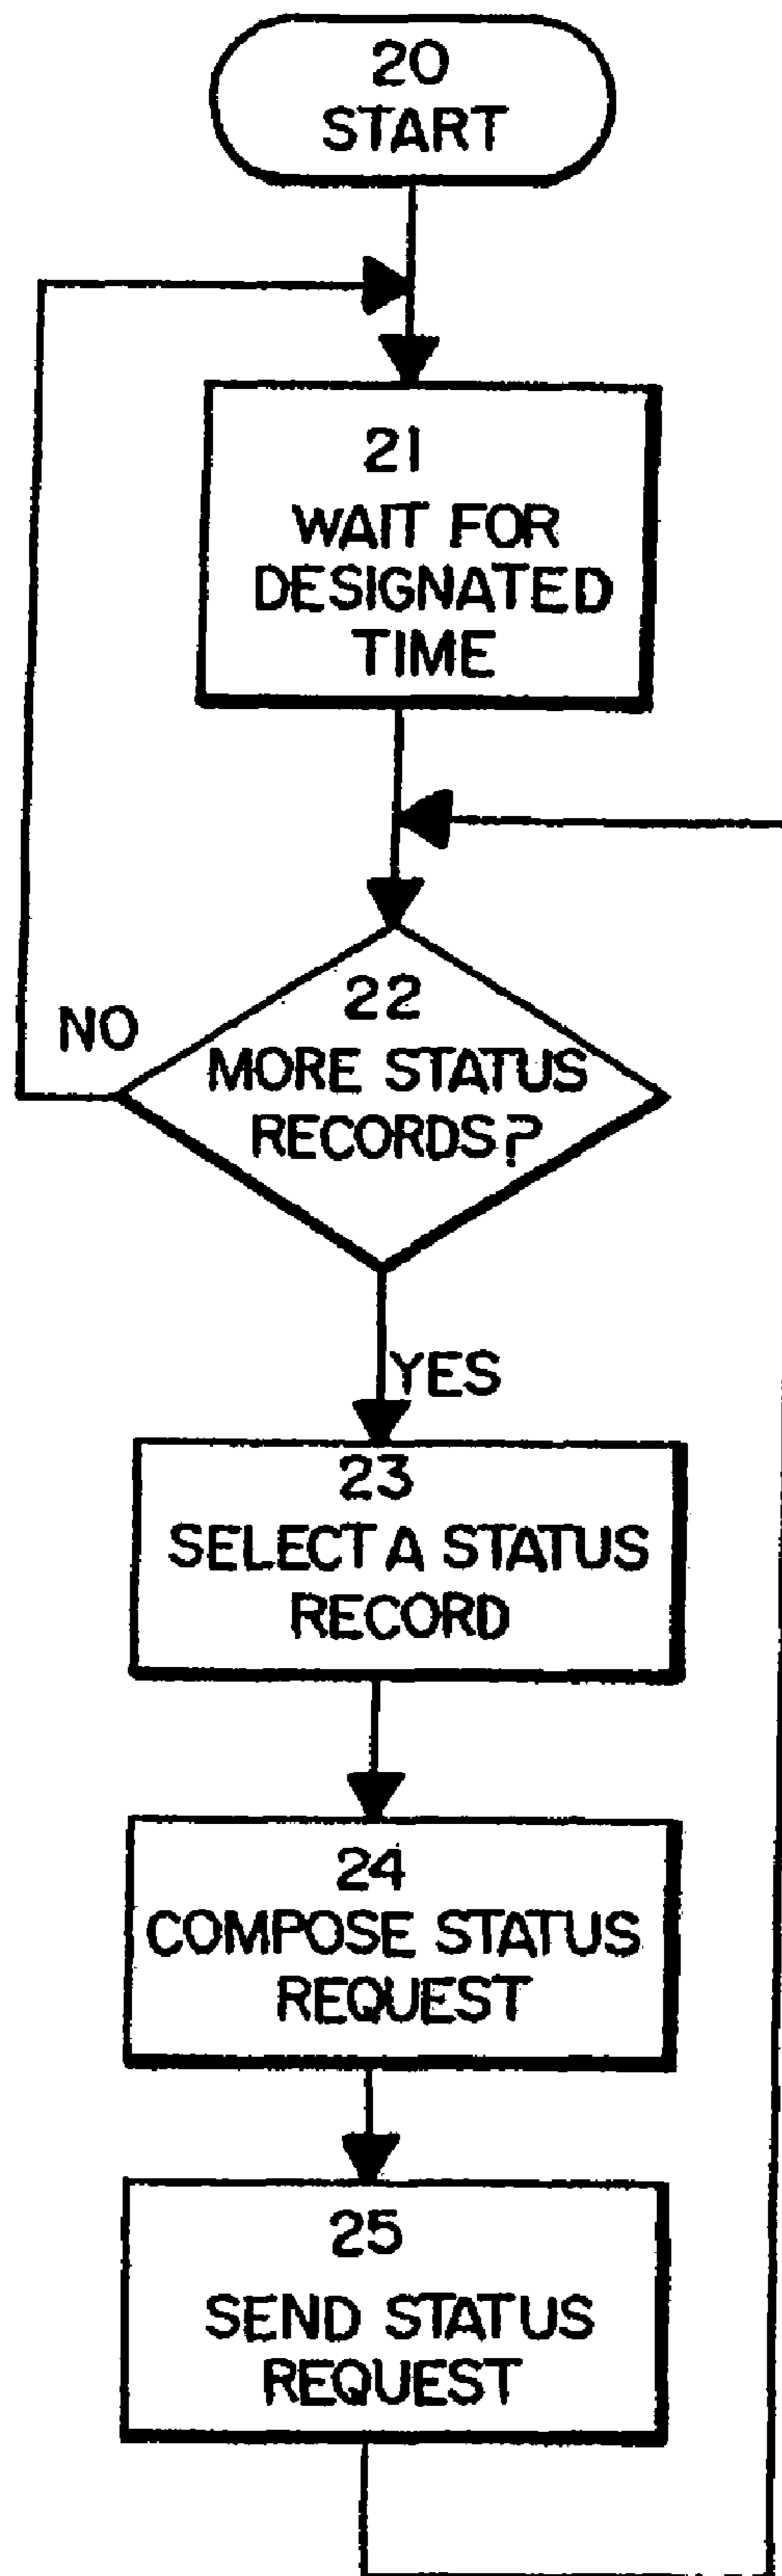 20
START
21
WAIT FOR
DESIGNATED
TIME
22
NO
MORE STATUS
RECORDS?
YES
23
SELECT A STATUS
RECORD
24
COMPOSE STATUS
REQUEST
25
SEND STATUS
REQUEST